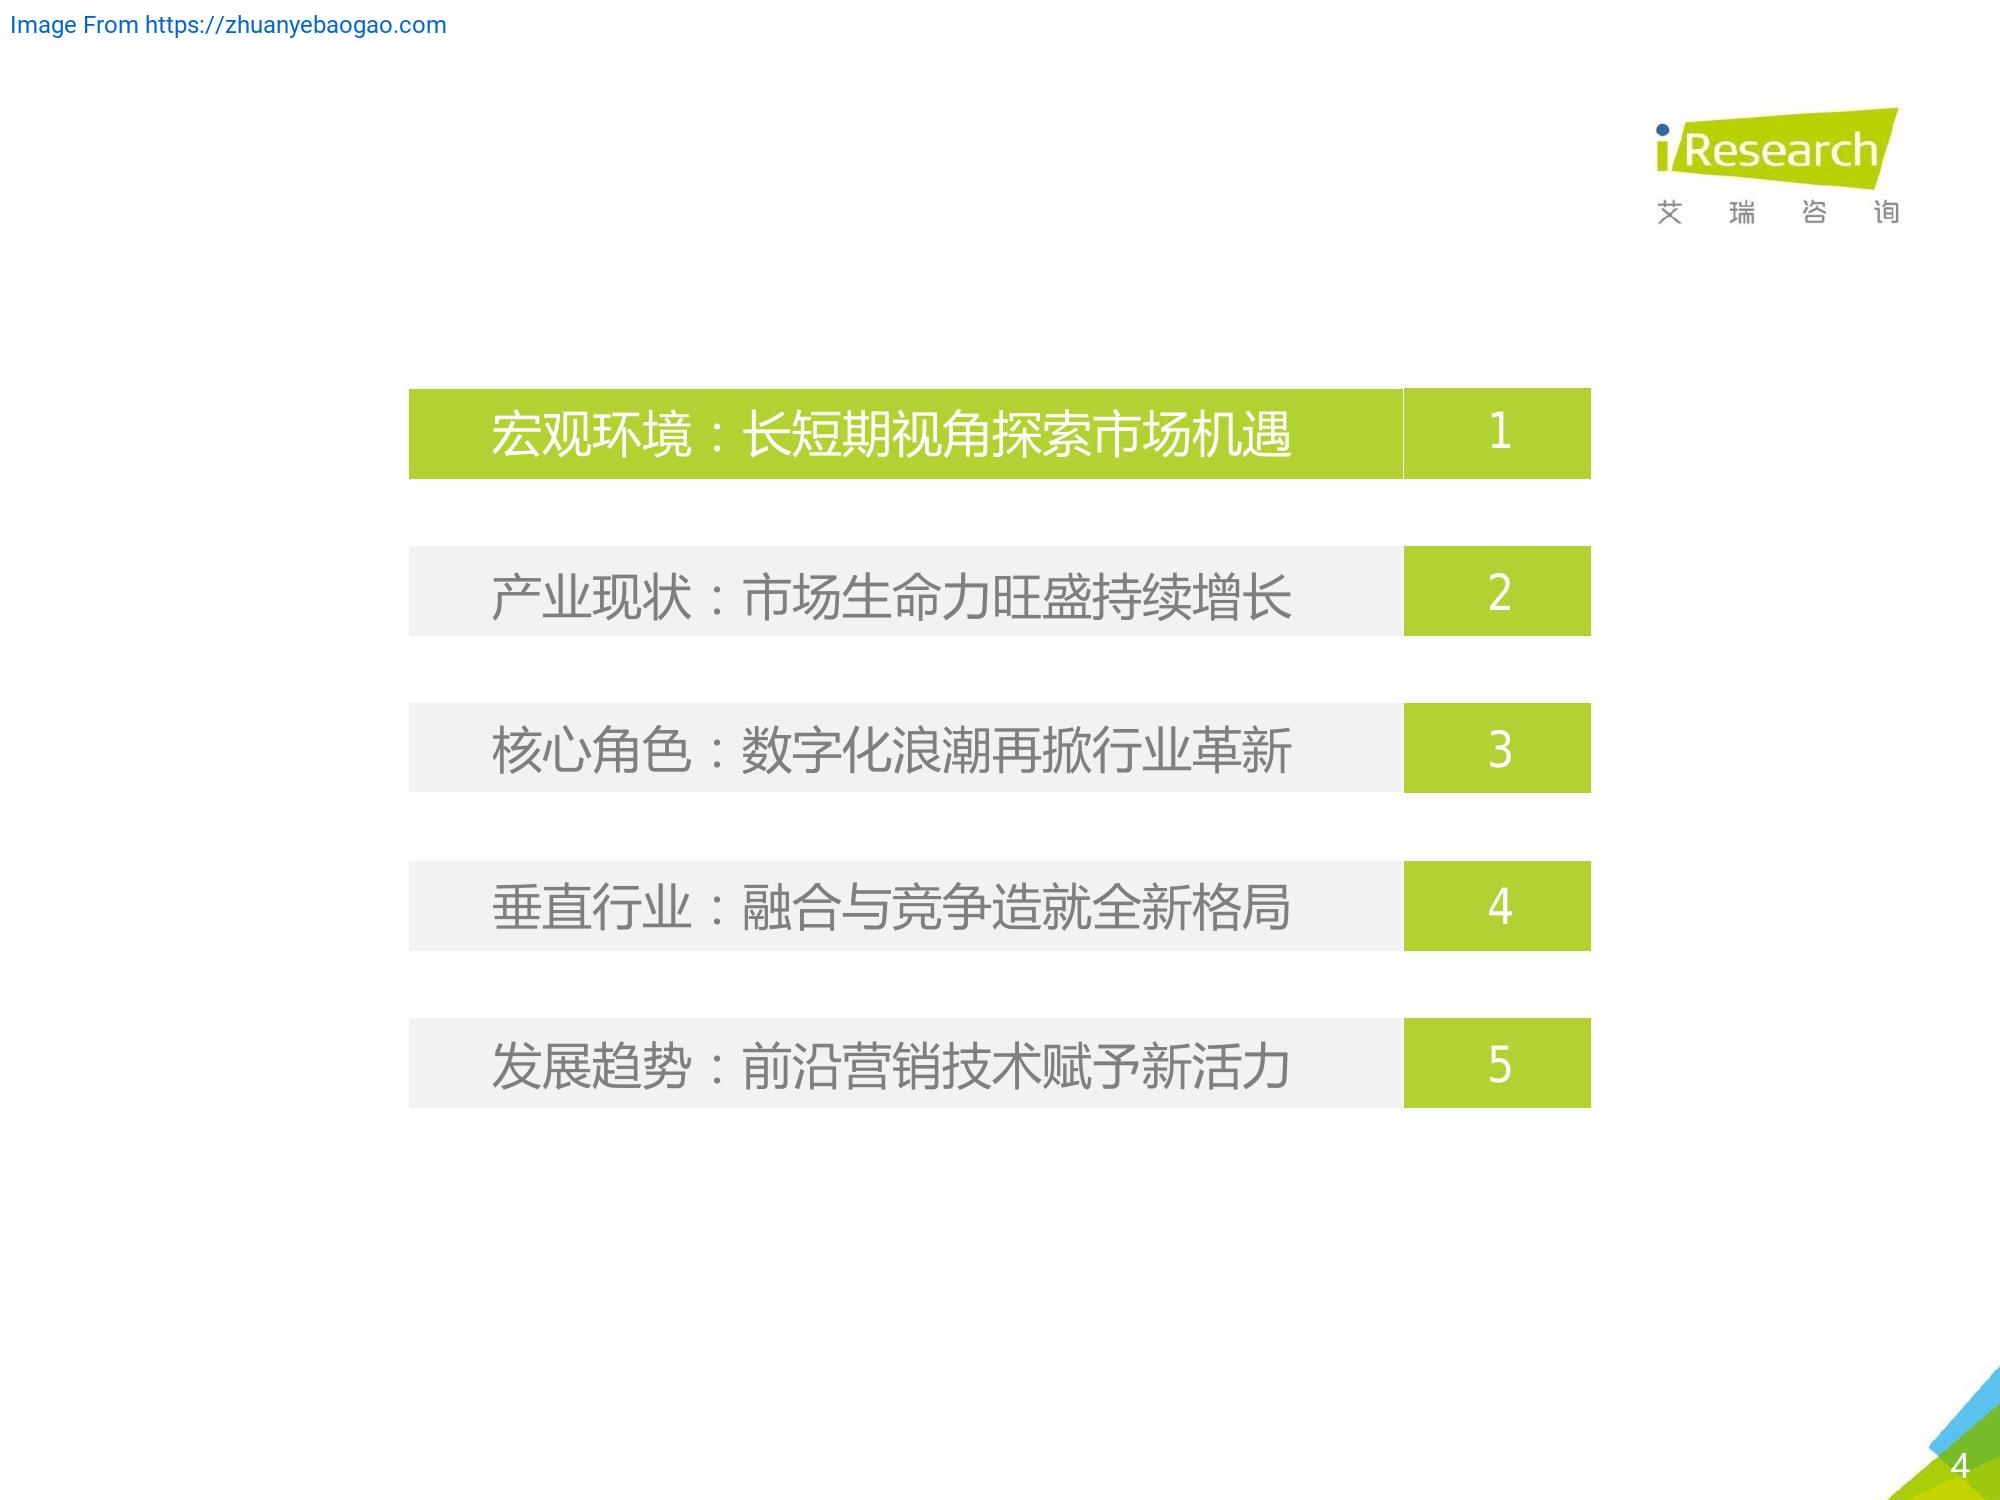 Image From https://zhuanyebaogao.com
iResearch
艾瑞咨询
宏观环境：长短期视角探索市场机遇 1
产业现状：市场生命力旺盛持续增长 2
核心角色：数字化浪潮再掀行业革新 3
垂直行业：融合与竞争造就全新格局 4
发展趋势：前沿营销技术赋予新活力 5
4